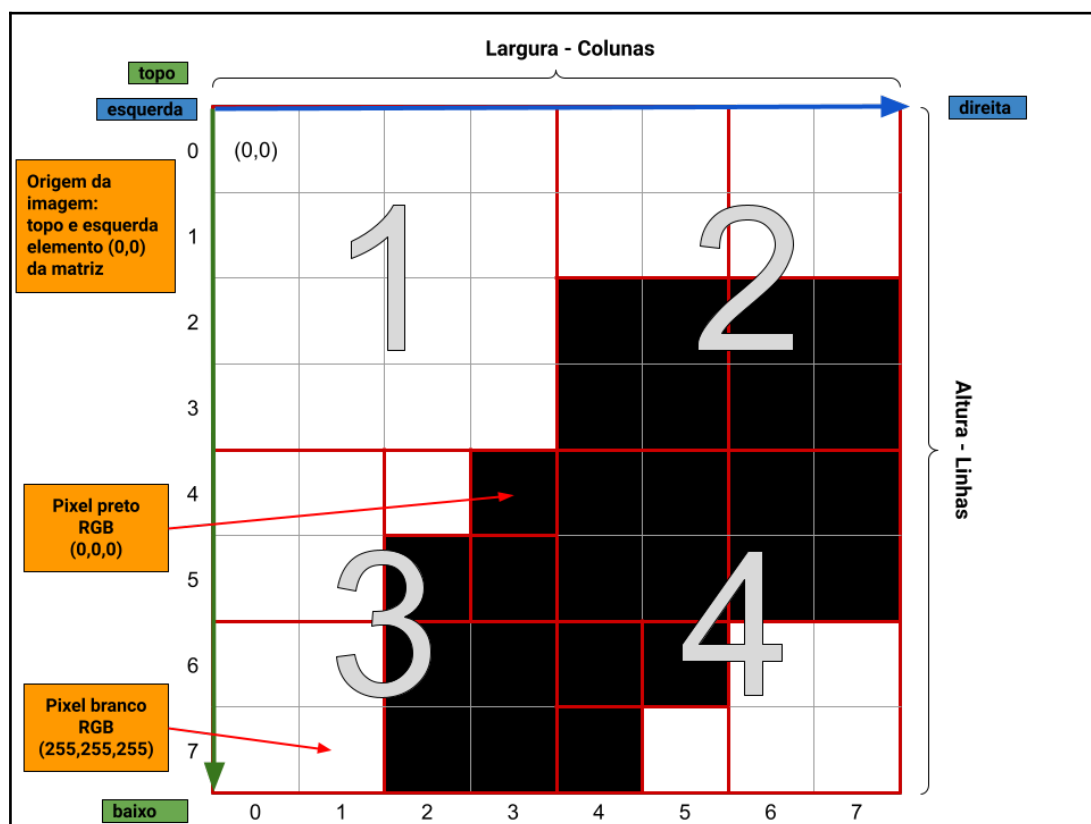 Largura - Colunas
topo
esquerda
direita
0
(0,0)
Origem da
imagem:
topo e esquerda
elemento (0,0)
da matriz
1
1
2
2
3
Altura - Linhas
4
Pixel preto
RGB
(0,0,0)
5
3
4
6
Pixel branco
RGB
(255,255,255)
7
baixo
0 1 2 3 4 5 6 7